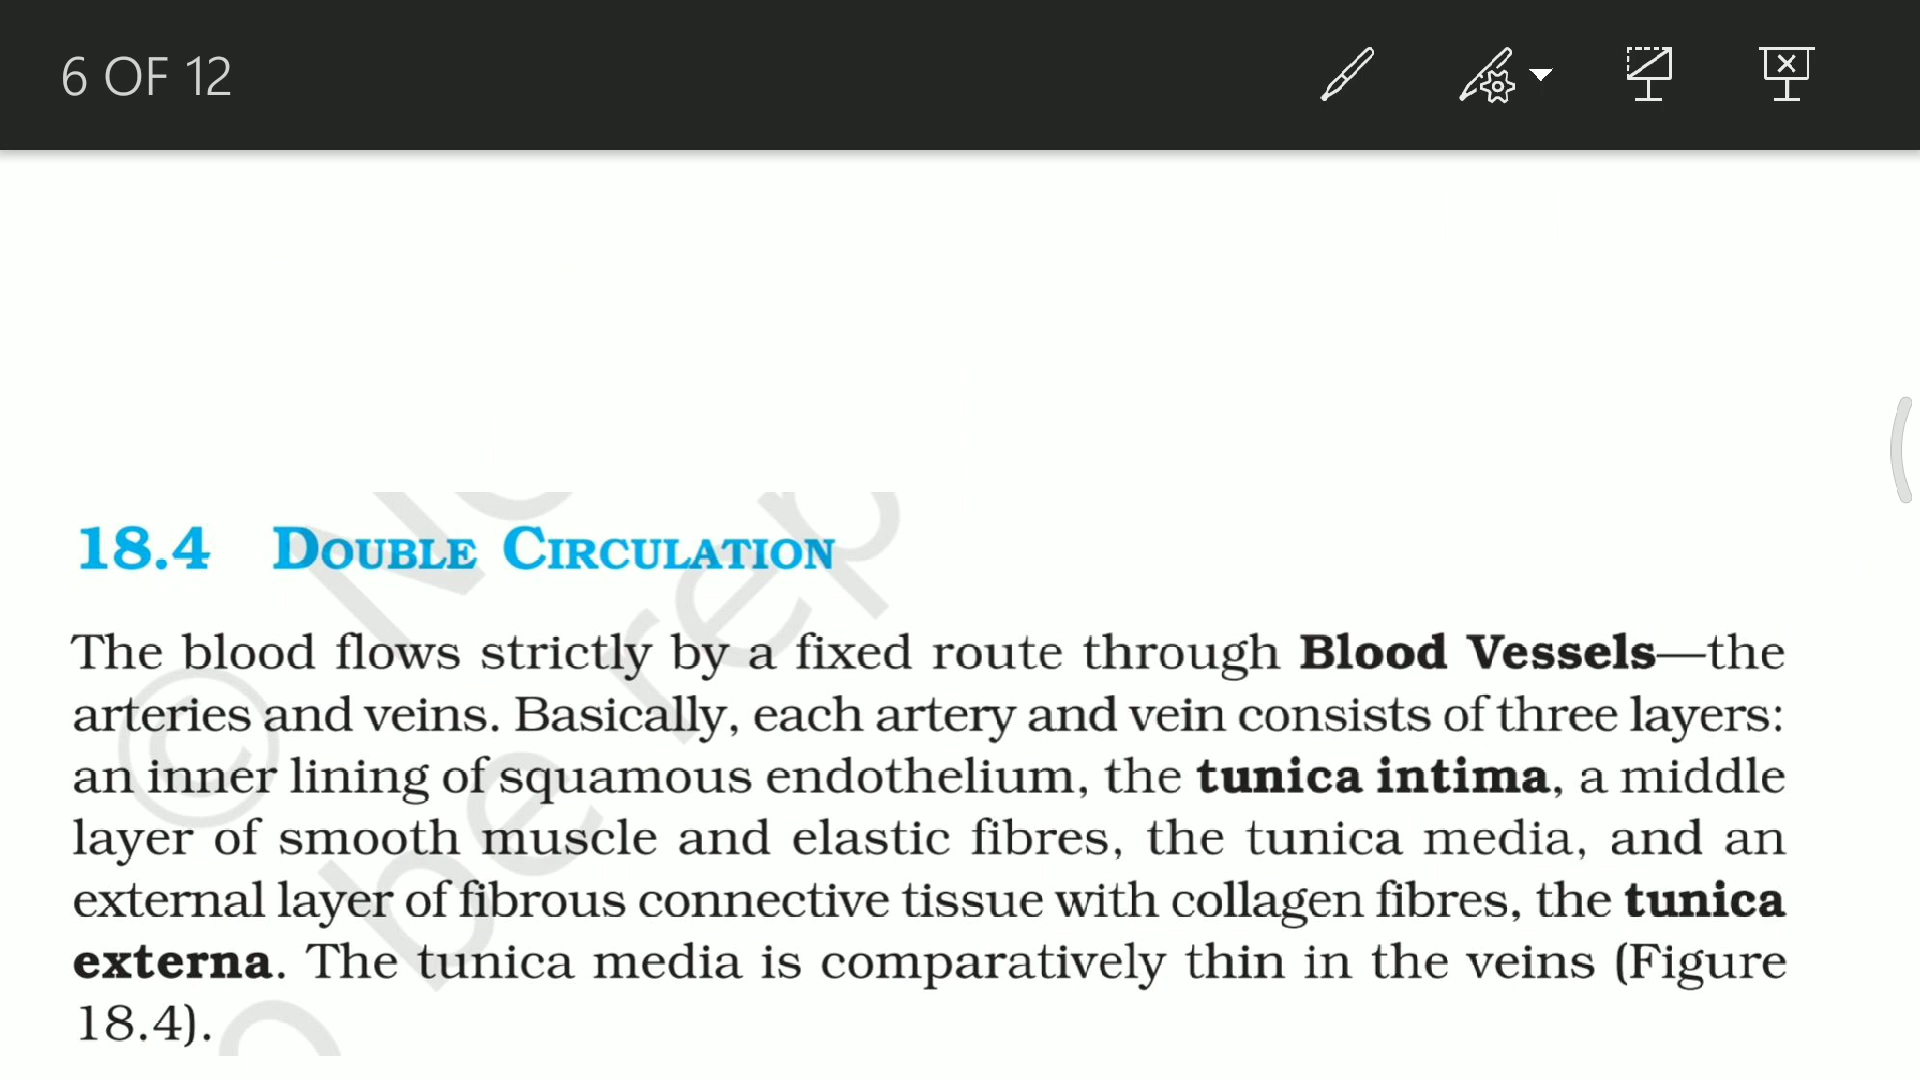 6 OF 12
18.4 DOUBLE CIRCULATION
The blood flows strictly by a fixed route through Blood Vessels—the
arteries and veins. Basically, each artery and vein consists of three layers:
an inner lining of squamous endothelium, the tunica intima, a middle
layer of smooth muscle and elastic fibres, the tunica media, and an
external layer of fibrous connective tissue with collagen fibres, the tunica
externa. The tunica media is comparatively thin in the veins (Figure
18.4).
© N
be rep